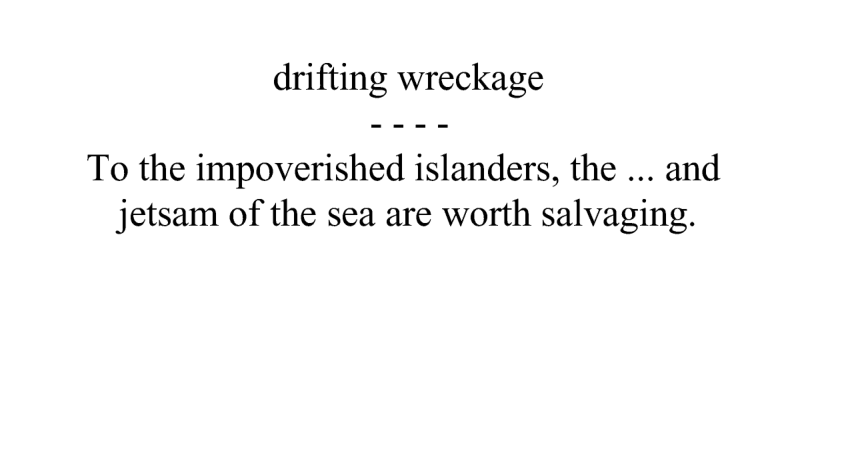 drifting wreckage
- - - -
To the impoverished islanders, the ... and
jetsam of the sea are worth salvaging.